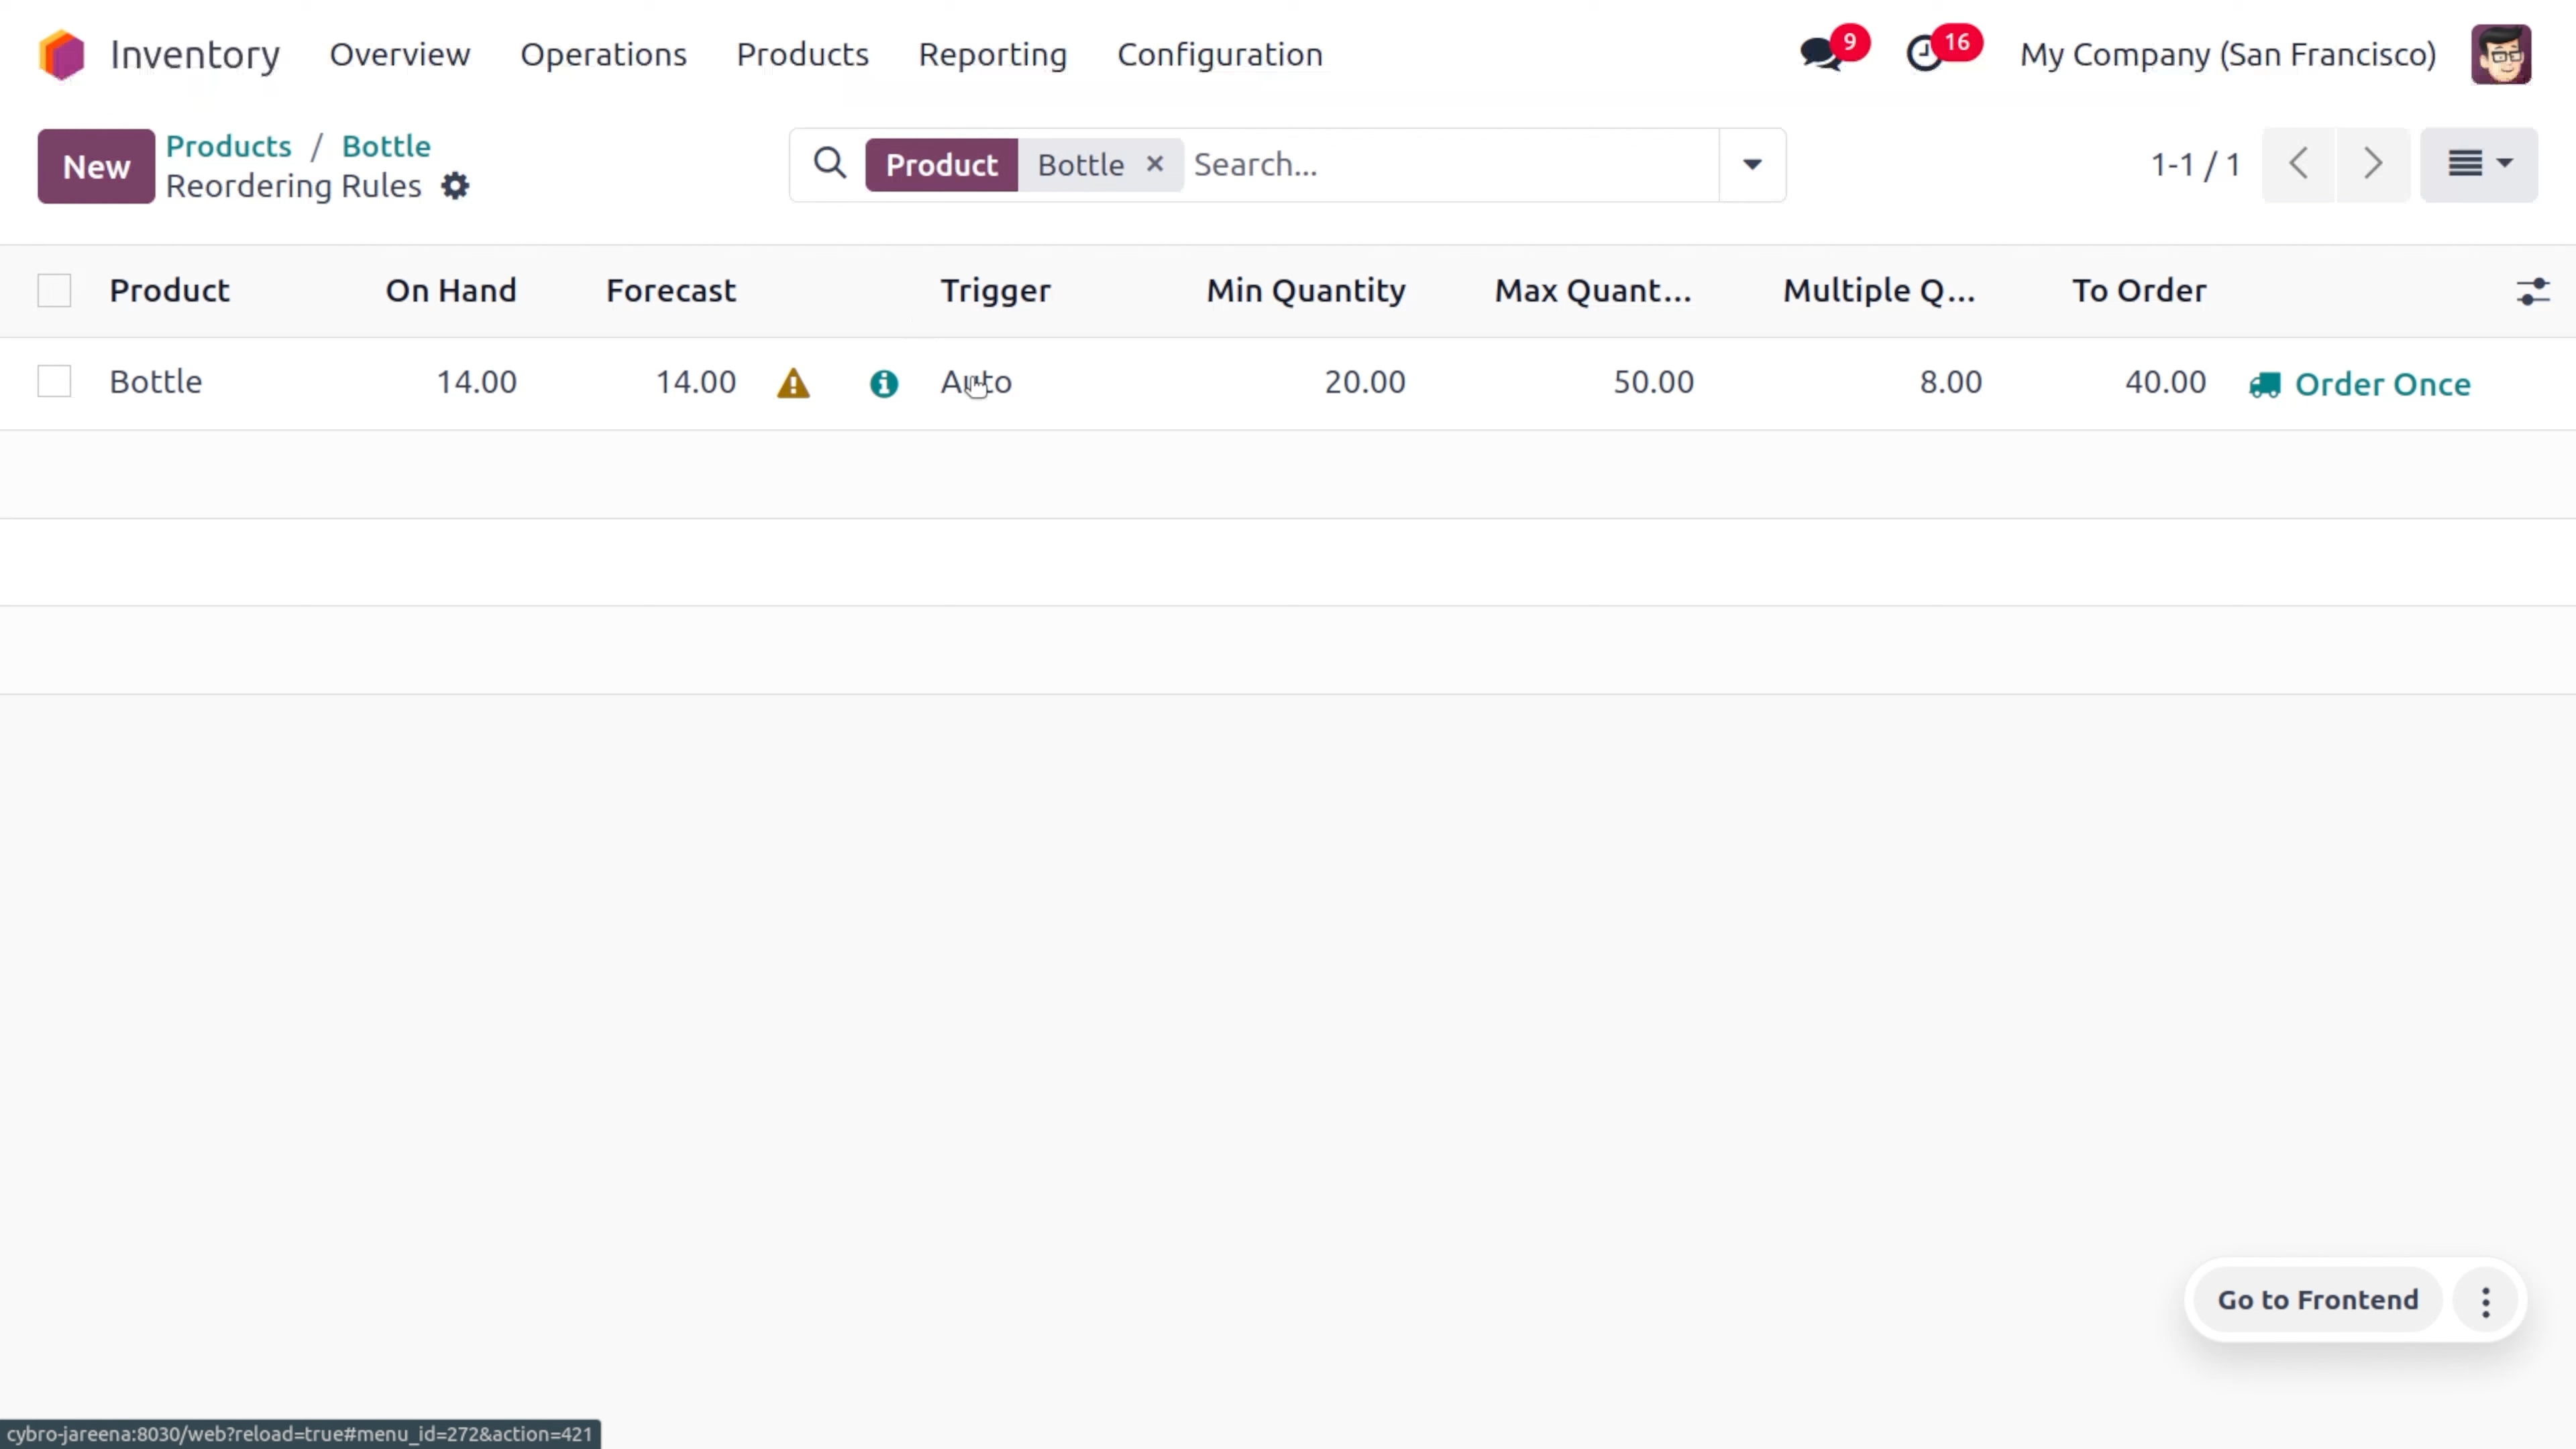 Inventory Overview Operations Products Reporting Configuration 9 16 My Company (San Francisco)
New Products / Bottle
Reordering Rules
Product Bottle × Search... 1-1 / 1
Product On Hand Forecast Trigger Min Quantity Max Quant... Multiple Q... To Order
Bottle 14.00 14.00 Auto 20.00 50.00 8.00 40.00 Order Once
Go to Frontend
cybro-jareena:8030/web?reload=true#menu_id=272&action=421